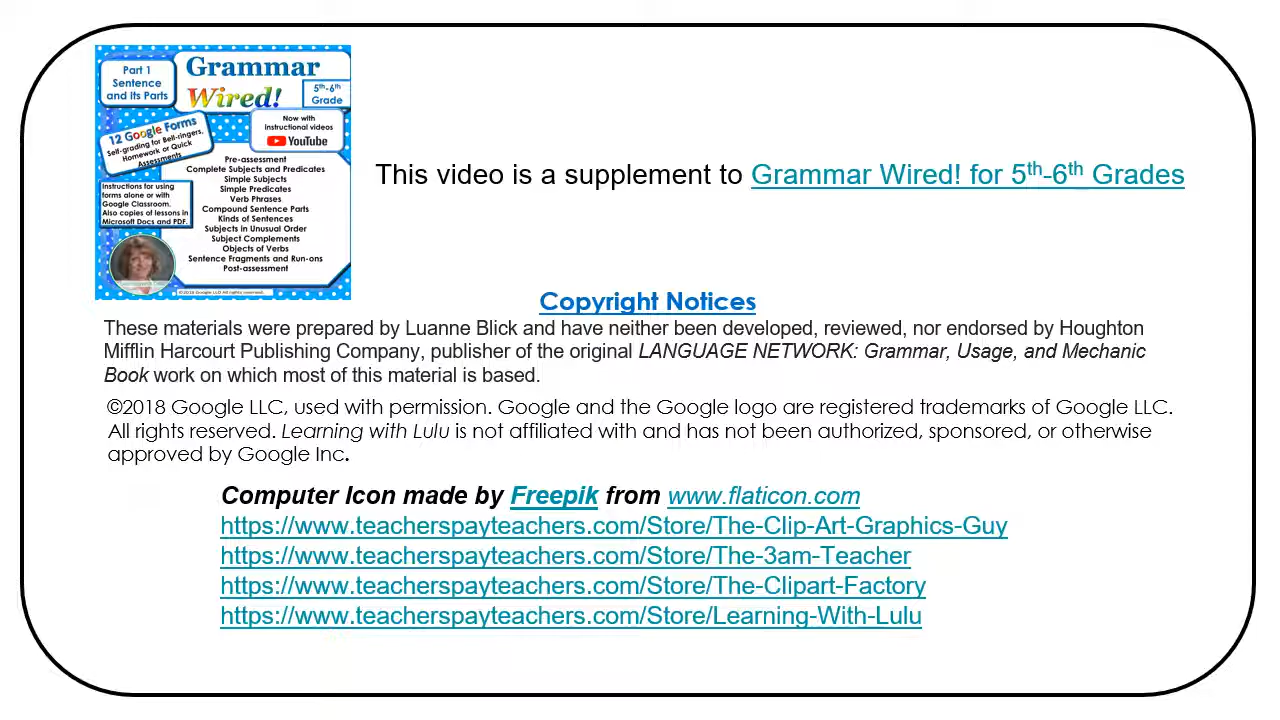 Part 1
Sentence
and Its Parts
Grammar
Wired!
5th-6th
Grade
12 Google Forms
Self-grading for Bell-ringers,
Homework or Quick
Assessments
Now with
instructional videos
YouTube
Instructions for using
forms alone or with
Google Classroom.
Also copies of lessons in
Microsoft Docs and PDF.
Pre-assessment
Complete Subjects and Predicates
Simple Subjects
Simple Predicates
Verb Phrases
Compound Sentence Parts
Kinds of Sentences
Subjects in Unusual Order
Subject Complements
Objects of Verbs
Sentence Fragments and Run-ons
Post-assessment
©2018 Google LLC All rights reserved.
This video is a supplement to Grammar Wired! for 5th-6th Grades
Copyright Notices
These materials were prepared by Luanne Blick and have neither been developed, reviewed, nor endorsed by Houghton
Mifflin Harcourt Publishing Company, publisher of the original LANGUAGE NETWORK: Grammar, Usage, and Mechanic
Book work on which most of this material is based.
©2018 Google LLC, used with permission. Google and the Google logo are registered trademarks of Google LLC.
All rights reserved. Learning with Lulu is not affiliated with and has not been authorized, sponsored, or otherwise
approved by Google Inc.
Computer Icon made by Freepik from www.flaticon.com
https://www.teacherspayteachers.com/Store/The-Clip-Art-Graphics-Guy
https://www.teacherspayteachers.com/Store/The-3am-Teacher
https://www.teacherspayteachers.com/Store/The-Clipart-Factory
https://www.teacherspayteachers.com/Store/Learning-With-Lulu